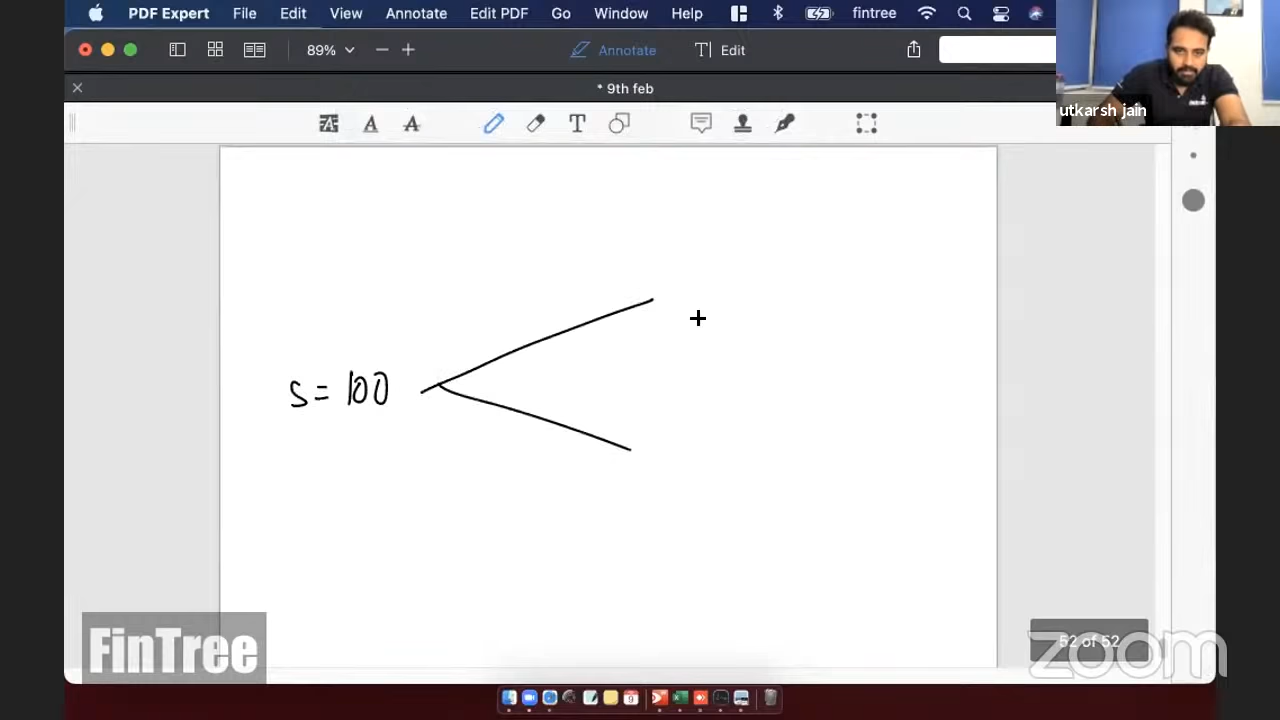 PDF Expert File Edit View Annotate Edit PDF Go Window Help fintree
89% Annotate T Edit
* 9th feb
A A A T
utkarsh jain
S = 100
52 of 52
FinTree
zoom
9